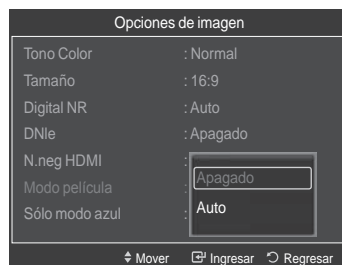 Opciones de imagen
Tono Color : Normal
Tamaño : 16:9
Digital NR : Auto
DNIe : Apagado
N.neg HDMI :
Apagado
Modo película :
Auto
Sólo modo azul :
Mover Ingresar Regresar